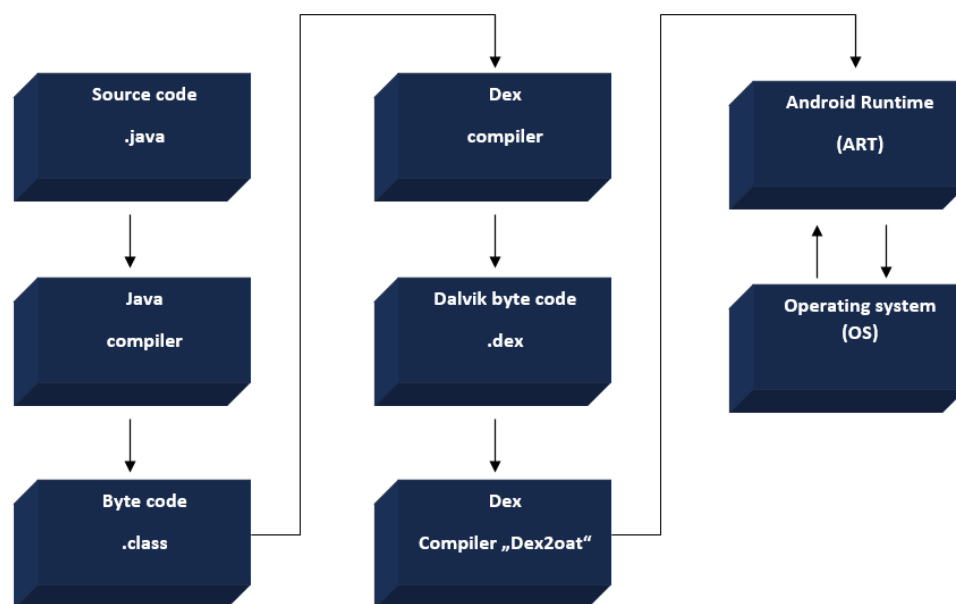 Source code
.java
Java
compiler
Byte code
.class
Dex
compiler
Dalvik byte code
.dex
Dex
Compiler „Dex2oat“
Android Runtime
(ART)
Operating system
(OS)